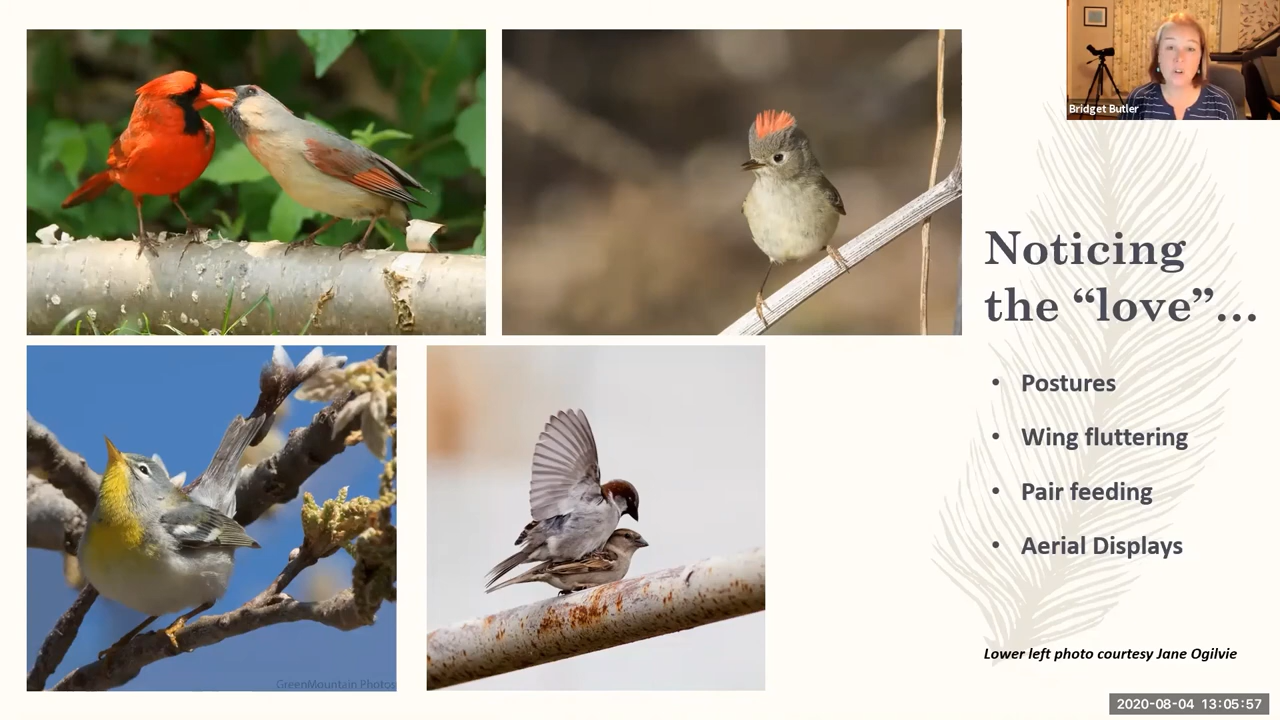 Bridget Butler
Noticing
the “love”...
• Postures
• Wing fluttering
• Pair feeding
• Aerial Displays
Lower left photo courtesy Jane Ogilvie
GreenMountain Photos
2020-08-04 13:05:57